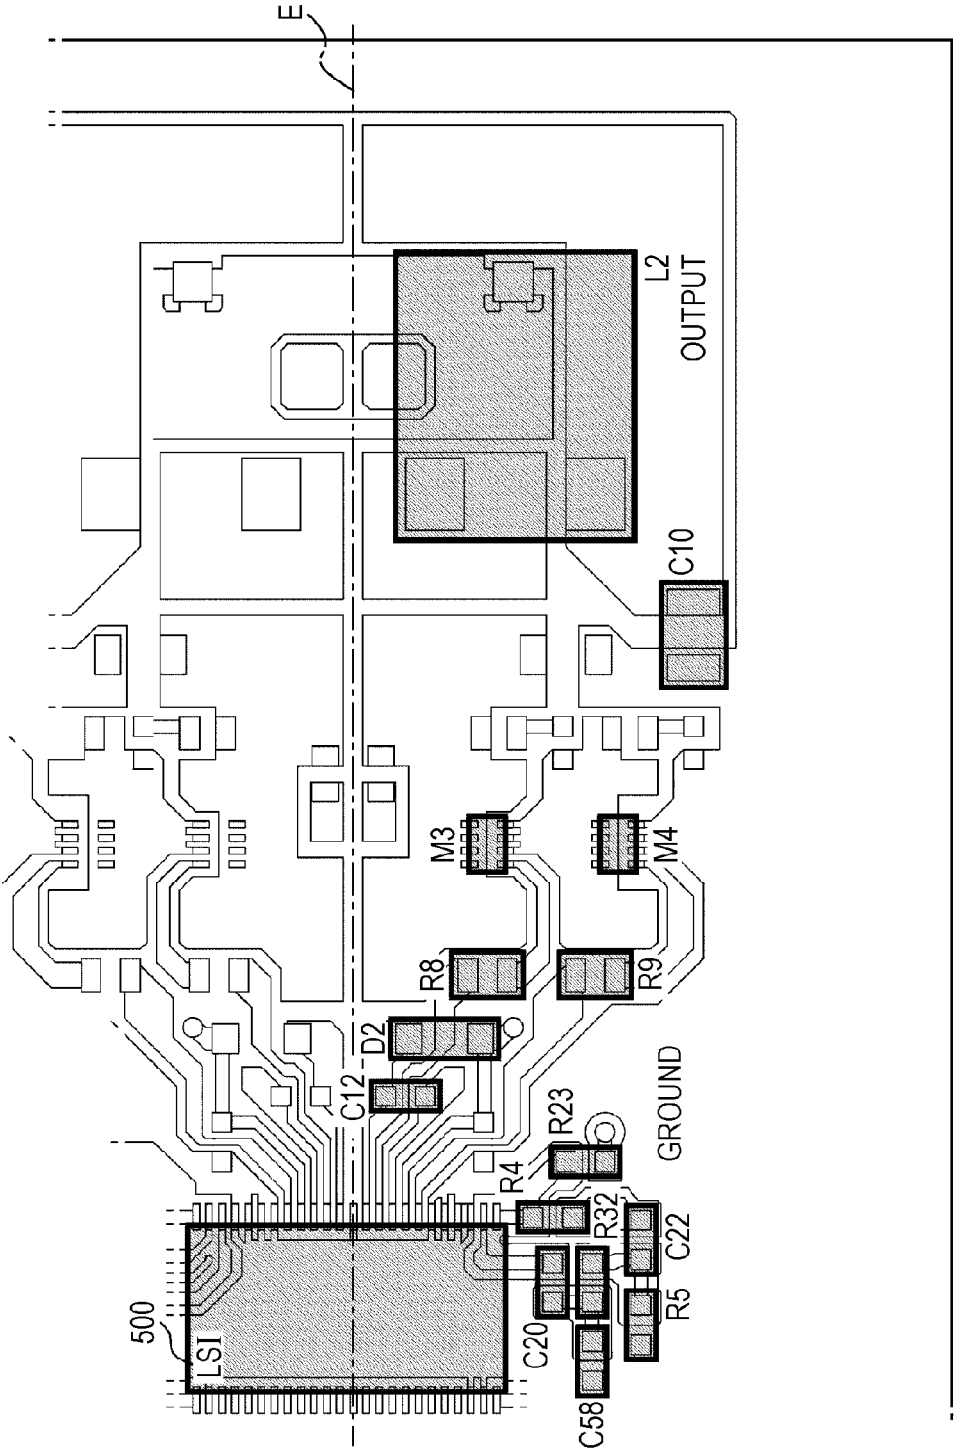 E
L2
OUTPUT
C10
M3
M4
R8
R9
D2
C12
R23
GROUND
R4
R32
C22
500
LSI
C20
R5
C58